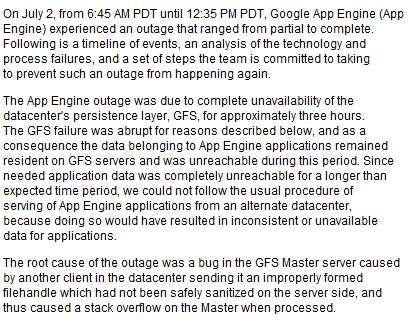 On July 2, from 6:45 AM PDT until 12:35 PM PDT, Google App Engine (App
Engine) experienced an outage that ranged from partial to complete.
Following is a timeline of events, an analysis of the technology and
process failures, and a set of steps the team is committed to taking
to prevent such an outage from happening again.
The App Engine outage was due to complete unavailability of the
datacenter's persistence layer, GFS, for approximately three hours.
The GFS failure was abrupt for reasons described below, and as a
consequence the data belonging to App Engine applications remained
resident on GFS servers and was unreachable during this period. Since
needed application data was completely unreachable for a longer than
expected time period, we could not follow the usual procedure of
serving of App Engine applications from an alternate datacenter,
because doing so would have resulted in inconsistent or unavailable
data for applications.
The root cause of the outage was a bug in the GFS Master server caused
by another client in the datacenter sending it an improperly formed
filehandle which had not been safely sanitized on the server side, and
thus caused a stack overflow on the Master when processed.